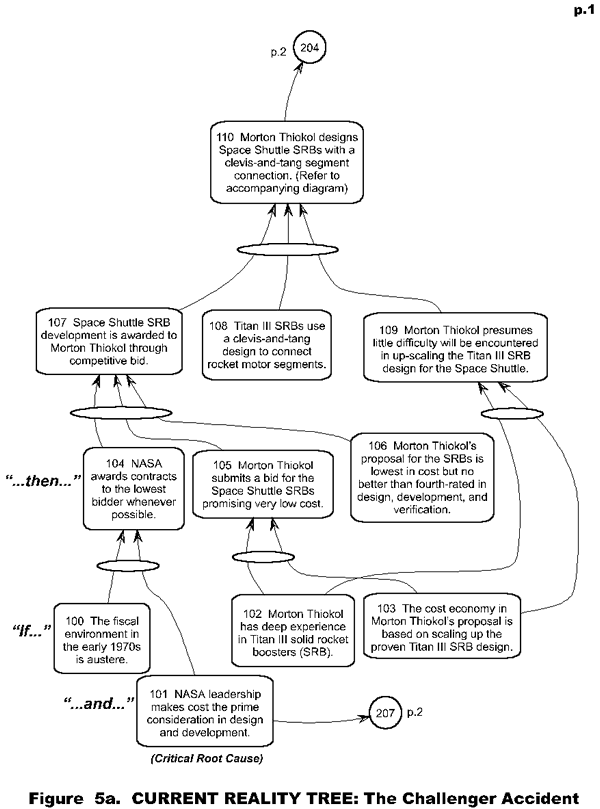 p.1
p.2 204
110 Morton Thiokol designs
Space Shuttle SRBs with a
clevis-and-tang segment
connection. (Refer to
accompanying diagram)
107 Space Shuttle SRB
development is awarded to
Morton Thiokol through
competitive bid.
108 Titan III SRBs use
a clevis-and-tang
design to connect
rocket motor segments.
109 Morton Thiokol presumes
little difficulty will be encountered
in up-scaling the Titan III SRB
design for the Space Shuttle.
"...then..."
104 NASA
awards contracts
to the lowest
bidder whenever
possible.
105 Morton Thiokol
submits a bid for the
Space Shuttle SRBs
promising very low cost.
106 Morton Thiokol's
proposal for the SRBs is
lowest in cost but no
better than fourth-rated in
design, development, and
verification.
"If..."
100 The fiscal
environment in
the early 1970s
is austere.
102 Morton Thiokol
has deep experience
in Titan III solid rocket
boosters (SRB).
103 The cost economy in
Morton Thiokol's proposal is
based on scaling up the
proven Titan III SRB design.
"...and..."
101 NASA leadership
makes cost the prime
consideration in design
and development.
(Critical Root Cause)
207 p.2
Figure 5a. CURRENT REALITY TREE: The Challenger Accident